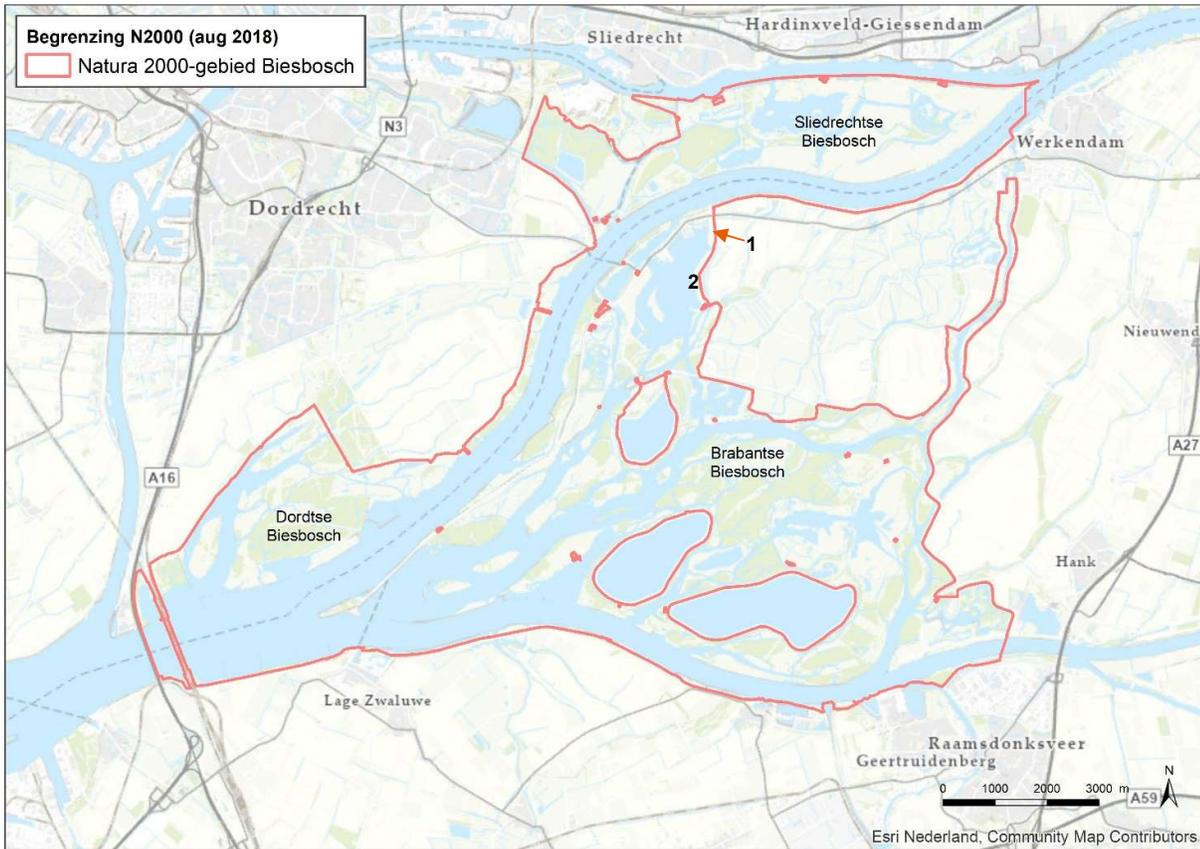 Begrenzing N2000 (aug 2018)
Natura 2000-gebied Biesbosch
Hardinxveld-Giessendam
Sliedrecht
N3
Sliedrechtse
Biesbosch
Werkendam
Dordrecht
1
2
Nieuwend
A27
A16
Brabantse
Biesbosch
Dordtse
Biesbosch
Hank
Lage Zwaluwe
Raamsdonksveer
Geertruidenberg
N
0 1000 2000 3000 m
A59
Esri Nederland, Community Map Contributors